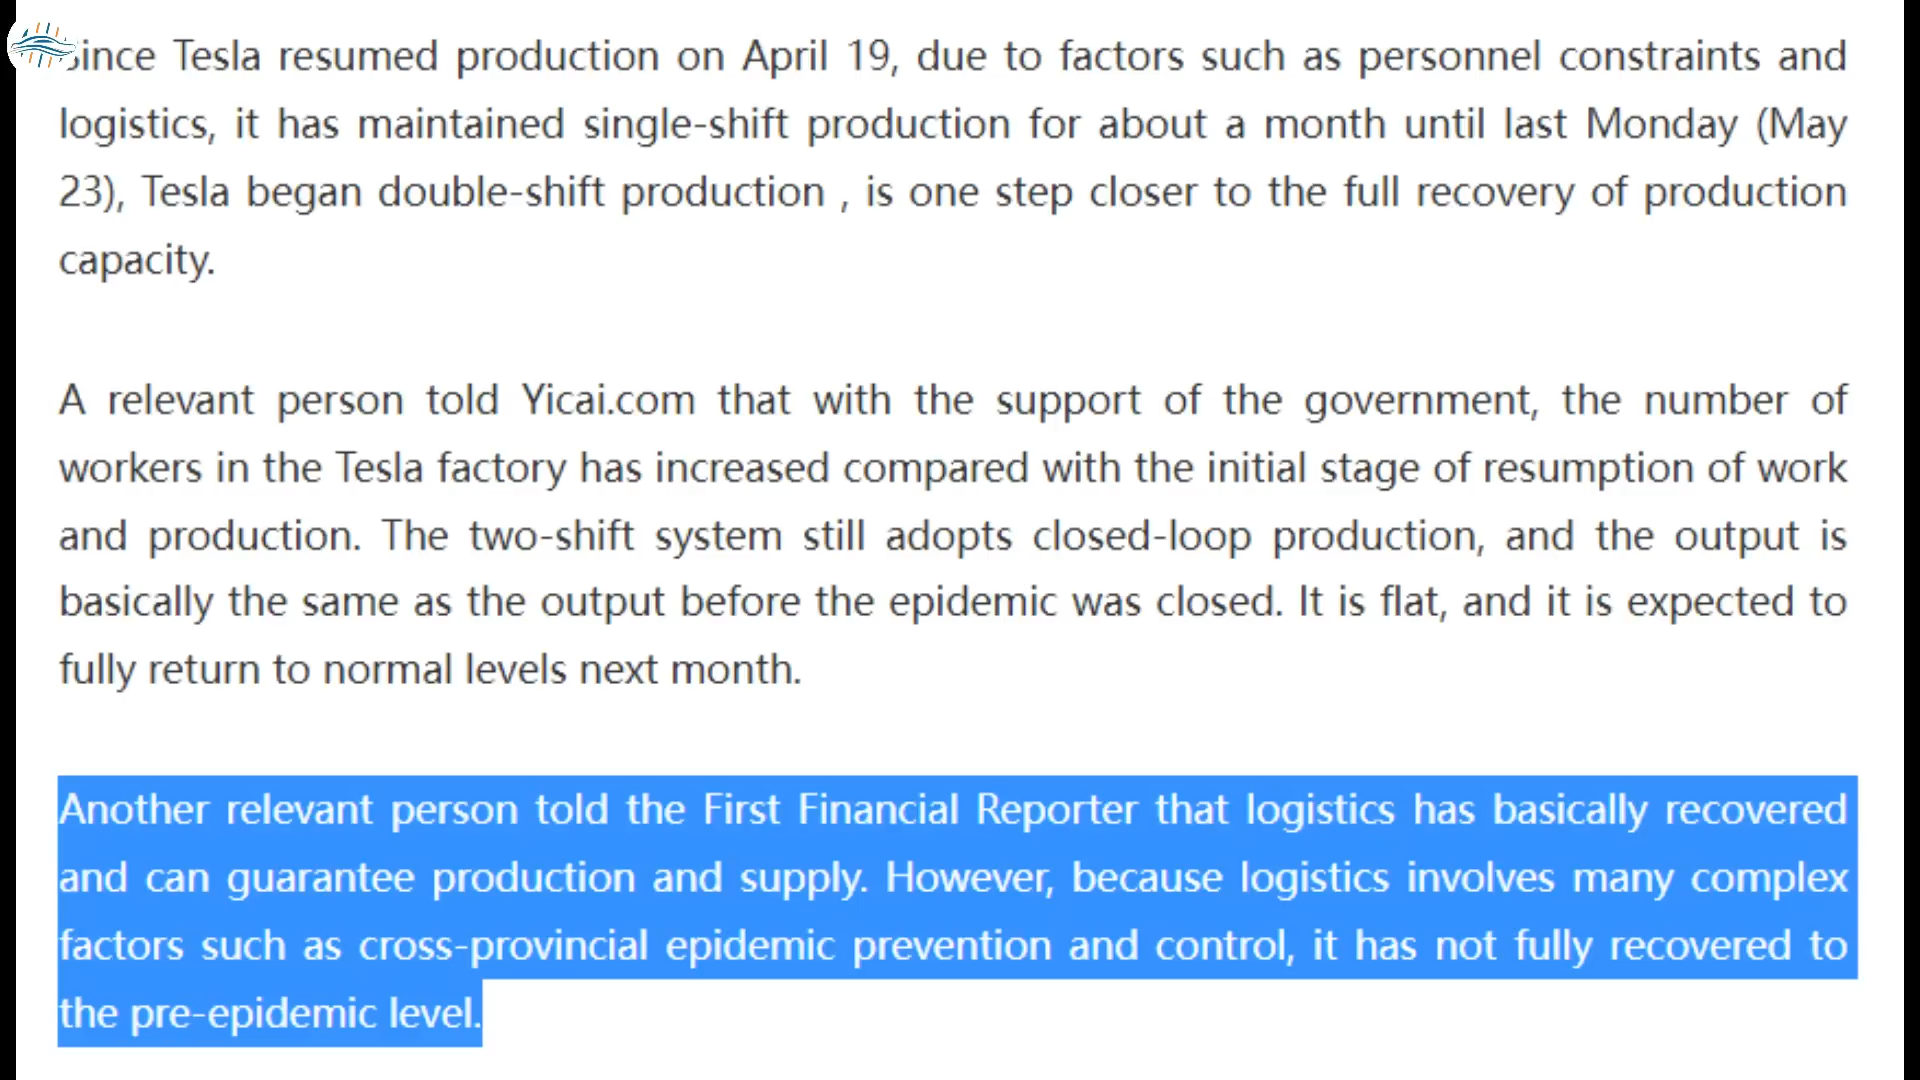 Since Tesla resumed production on April 19, due to factors such as personnel constraints and
logistics, it has maintained single-shift production for about a month until last Monday (May
23), Tesla began double-shift production , is one step closer to the full recovery of production
capacity.
A relevant person told Yicai.com that with the support of the government, the number of
workers in the Tesla factory has increased compared with the initial stage of resumption of work
and production. The two-shift system still adopts closed-loop production, and the output is
basically the same as the output before the epidemic was closed. It is flat, and it is expected to
fully return to normal levels next month.
Another relevant person told the First Financial Reporter that logistics has basically recovered
and can guarantee production and supply. However, because logistics involves many complex
factors such as cross-provincial epidemic prevention and control, it has not fully recovered to
the pre-epidemic level.